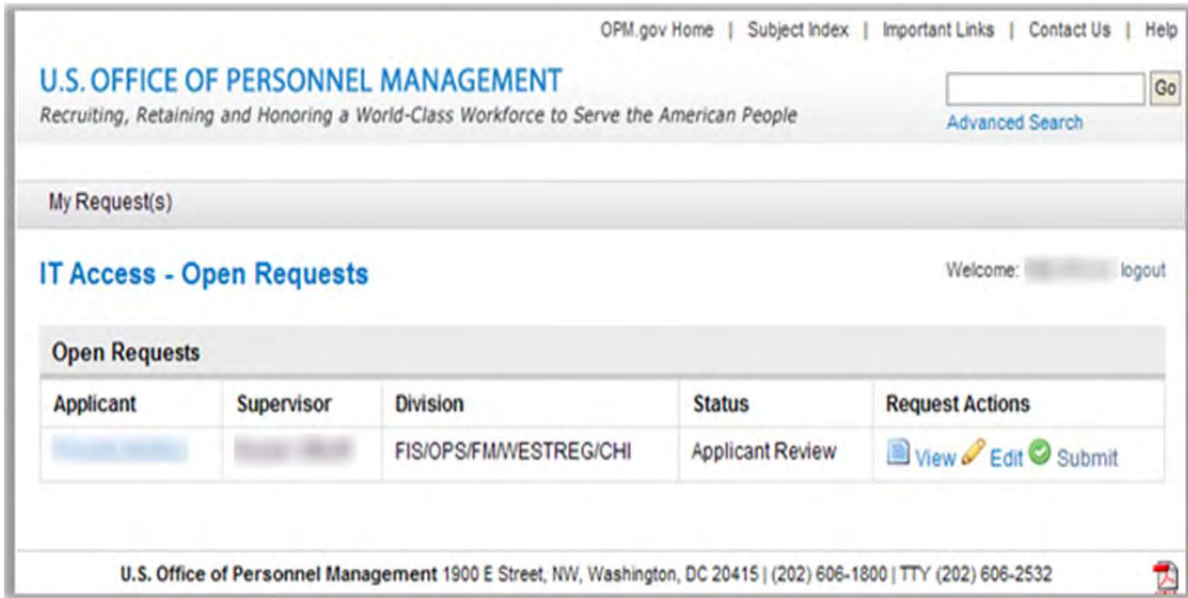 OPM.gov Home | Subject Index | Important Links | Contact Us | Help
U.S. OFFICE OF PERSONNEL MANAGEMENT
Recruiting, Retaining and Honoring a World-Class Workforce to Serve the American People
Go
Advanced Search
My Request(s)
IT Access - Open Requests
Welcome: logout
Open Requests
Applicant Supervisor Division Status Request Actions
FIS/OPS/FM/WESTREG/CHI Applicant Review View Edit Submit
U.S. Office of Personnel Management 1900 E Street, NW, Washington, DC 20415 | (202) 606-1800 | TTY (202) 606-2532